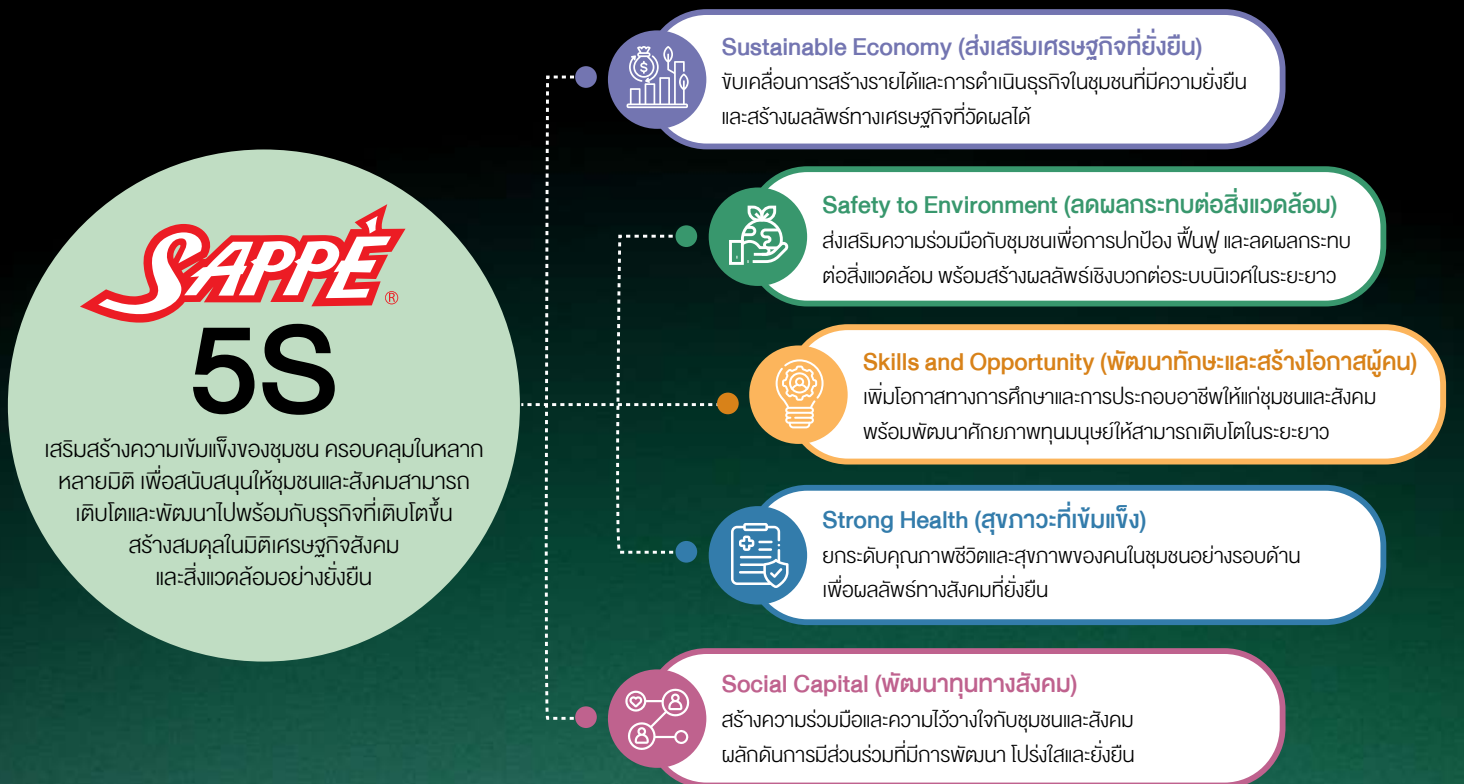 SAPPÉ ®
5S
เสริมสร้างความเข้มแข็งของชุมชน ครอบคลุมในหลาก
หลายมิติ เพื่อสนับสนุนให้ชุมชนและสังคมสามารถ
เติบโตและพัฒนาไปพร้อมกับธุรกิจที่เติบโตขึ้น
สร้างสมดุลในมิติเศรษฐกิจสังคม
และสิ่งแวดล้อมอย่างยั่งยืน
Sustainable Economy (ส่งเสริมเศรษฐกิจที่ยั่งยืน)
ขับเคลื่อนการสร้างรายได้และการดำเนินธุรกิจในชุมชนที่มีความยั่งยืน
และสร้างผลลัพธ์ทางเศรษฐกิจที่วัดผลได้
Safety to Environment (ลดผลกระทบต่อสิ่งแวดล้อม)
ส่งเสริมความร่วมมือกับชุมชนเพื่อการปกป้อง ฟื้นฟู และลดผลกระทบ
ต่อสิ่งแวดล้อม พร้อมสร้างผลลัพธ์เชิงบวกต่อระบบนิเวศในระยะยาว
Skills and Opportunity (พัฒนาทักษะและสร้างโอกาสผู้คน)
เพิ่มโอกาสทางการศึกษาและการประกอบอาชีพให้แก่ชุมชนและสังคม
พร้อมพัฒนาศักยภาพทุนมนุษย์ให้สามารถเติบโตในระยะยาว
Strong Health (สุขภาวะที่เข้มแข็ง)
ยกระดับคุณภาพชีวิตและสุขภาพของคนในชุมชนอย่างรอบด้าน
เพื่อผลลัพธ์ทางสังคมที่ยั่งยืน
Social Capital (พัฒนาทุนทางสังคม)
สร้างความร่วมมือและความไว้วางใจกับชุมชนและสังคม
ผลักดันการมีส่วนร่วมที่มีการพัฒนา โปร่งใสและยั่งยืน